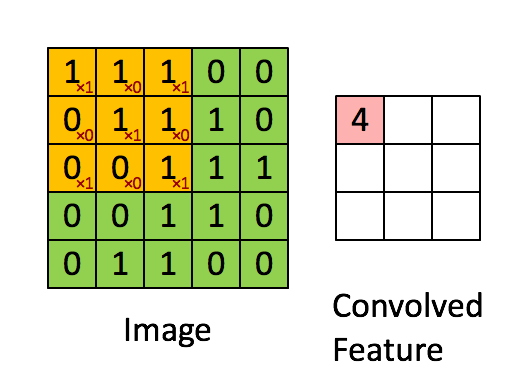 1×1 1×0 1×1 0 0
0×0 1×1 1×0 1 0
0×1 0×0 1×1 1 1
0 0 1 1 0
0 1 1 0 0
4
Image
Convolved
Feature